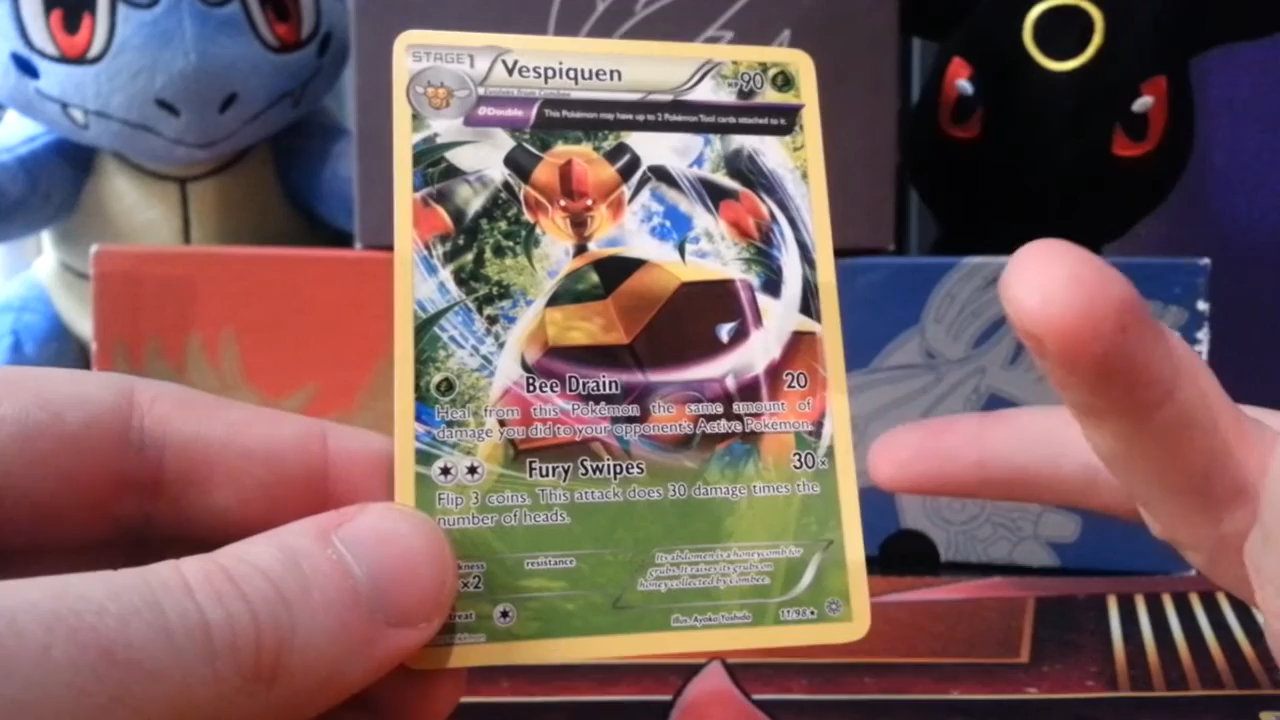 STAGE1 Vespiquen HP90
Evolves from Combee
Ω Double This Pokémon may have up to 2 Pokémon Tool cards attached to it.
Bee Drain 20
Heal from this Pokémon the same amount of
damage you did to your opponent's Active Pokémon.
Fury Swipes 30x
Flip 3 coins. This attack does 30 damage times the
number of heads.
kness resistance
×2
Its abdomen is a honeycomb for
grubs. It raises its grubs on
honey collected by Combee.
treat
illus. Ayaka Yoshida 11/98★
Pokémon